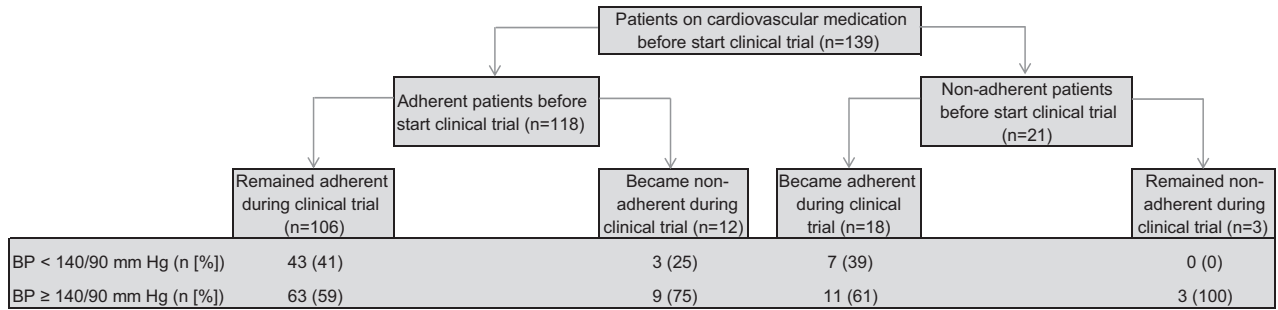 Patients on cardiovascular medication
before start clinical trial (n=139)
Adherent patients before
start clinical trial (n=118)
Non-adherent patients
before start clinical trial
(n=21)
Remained adherent
during clinical trial
(n=106)
Became non-
adherent during
clinical trial (n=12)
Became adherent
during clinical
trial (n=18)
Remained non-
adherent during
clinical trial (n=3)
BP < 140/90 mm Hg (n [%]) 43 (41) 3 (25) 7 (39) 0 (0)
BP ≥ 140/90 mm Hg (n [%]) 63 (59) 9 (75) 11 (61) 3 (100)